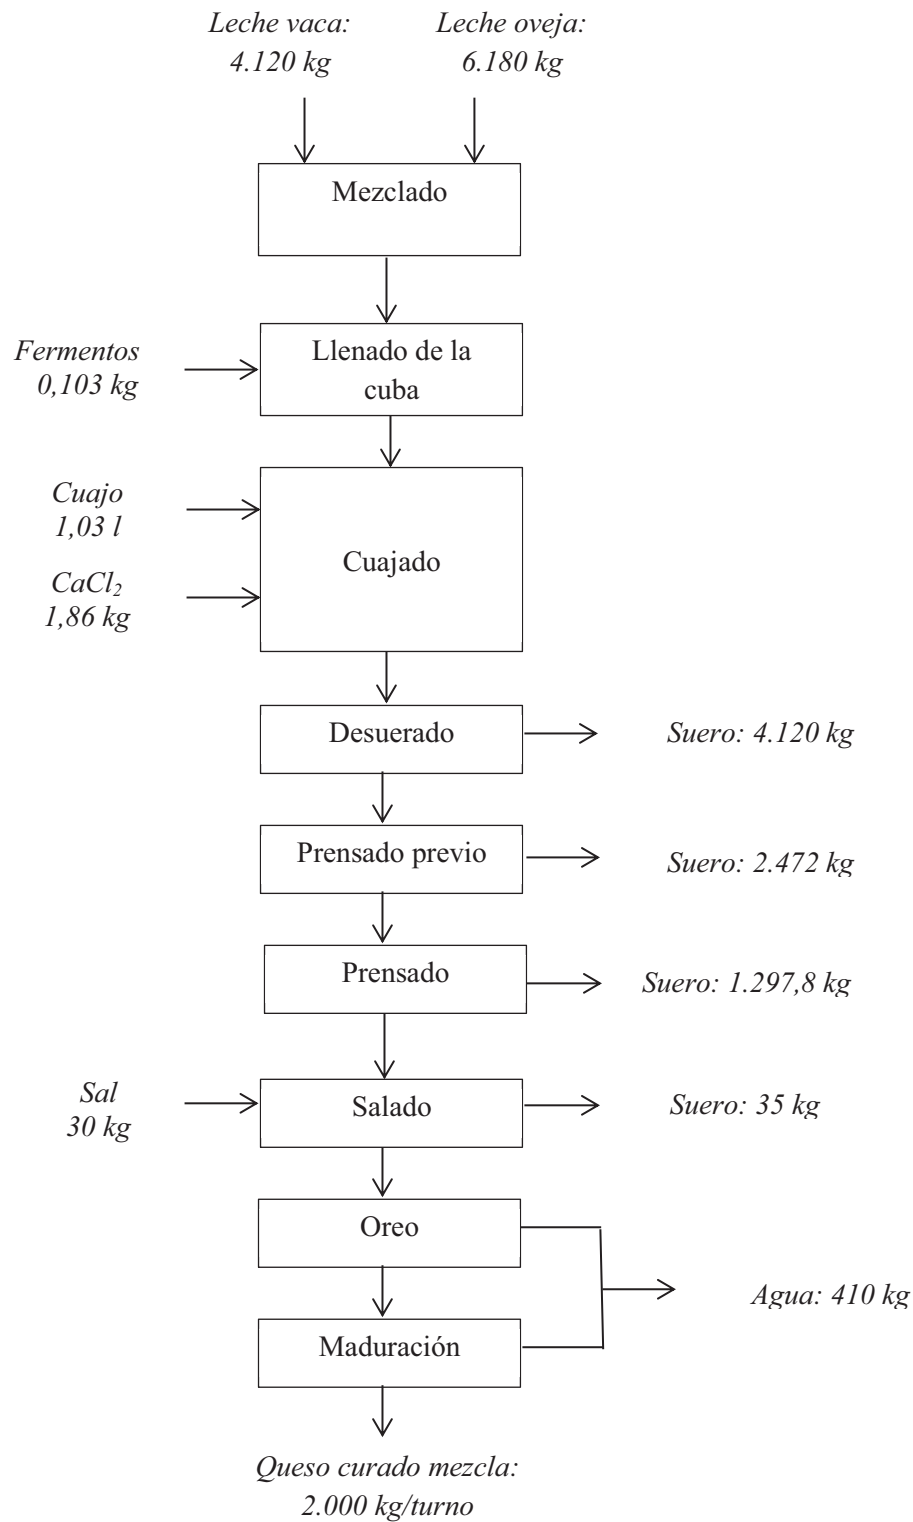 Leche vaca:
4.120 kg
Leche oveja:
6.180 kg
Mezclado
Fermentos
0,103 kg
Llenado de la
cuba
Cuajo
1,03 l
CaCl₂
1,86 kg
Cuajado
Desuerado
Suero: 4.120 kg
Prensado previo
Suero: 2.472 kg
Prensado
Suero: 1.297,8 kg
Sal
30 kg
Salado
Suero: 35 kg
Oreo
Agua: 410 kg
Maduración
Queso curado mezcla:
2.000 kg/turno